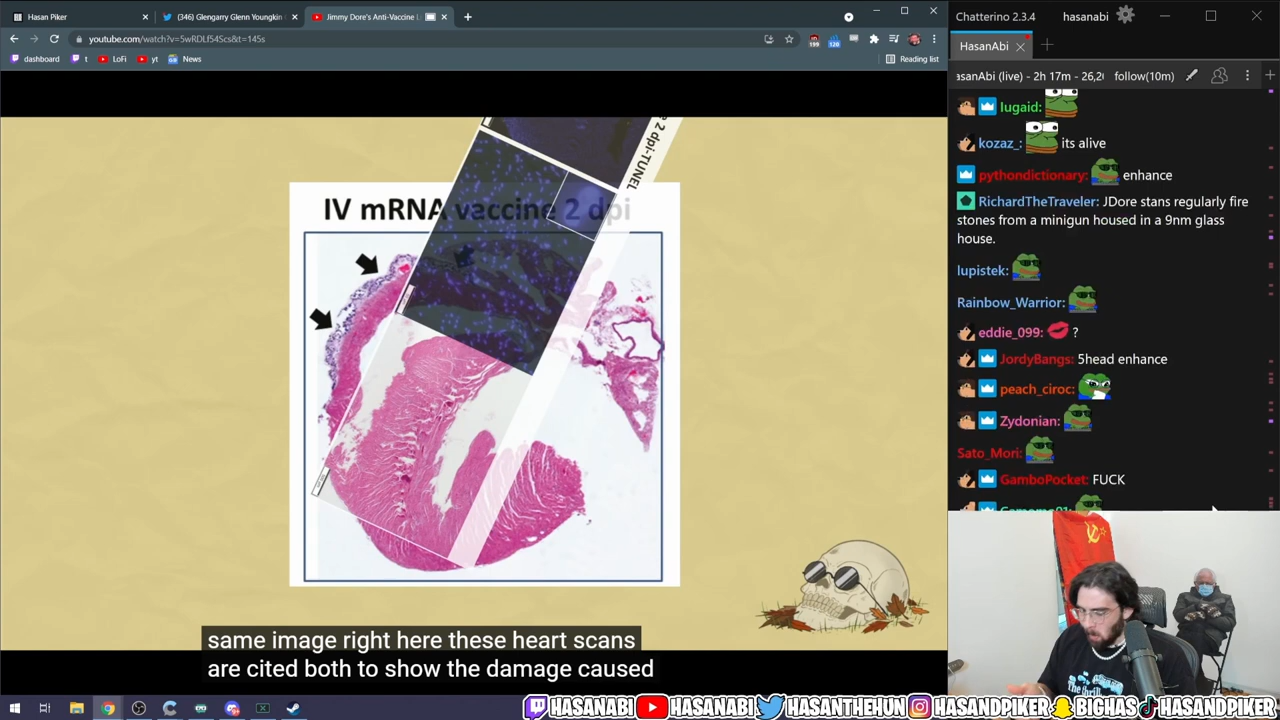 Hasan Piker
(346) Glengarry Glenn Youngkin
Jimmy Dore's Anti-Vaccine
youtube.com/watch?v=5wRDLf54Scs&t=145s
199
120
dashboard
t
LoFi
yt
News
Reading list
e 2 dpi-TUNEL
IV mRNA vaccine 2 dpi
same image right here these heart scans
are cited both to show the damage caused
Chatterino 2.3.4
hasanabi
HasanAbi
asanAbi (live) - 2h 17m - 26,2
follow(10m)
lugaid:
kozaz_: its alive
pythondictionary: enhance
RichardTheTraveler: JDore stans regularly fire
stones from a minigun housed in a 9nm glass
house.
lupistek:
Rainbow_Warrior:
eddie_099: ?
JordyBangs: 5head enhance
peach_ciroc:
Zydonian:
Sato_Mori:
GamboPocket: FUCK
HASANABI
HASANABI
HASANTHEHUN
HASANDPIKER
BIGHAS
HASANDPIKER